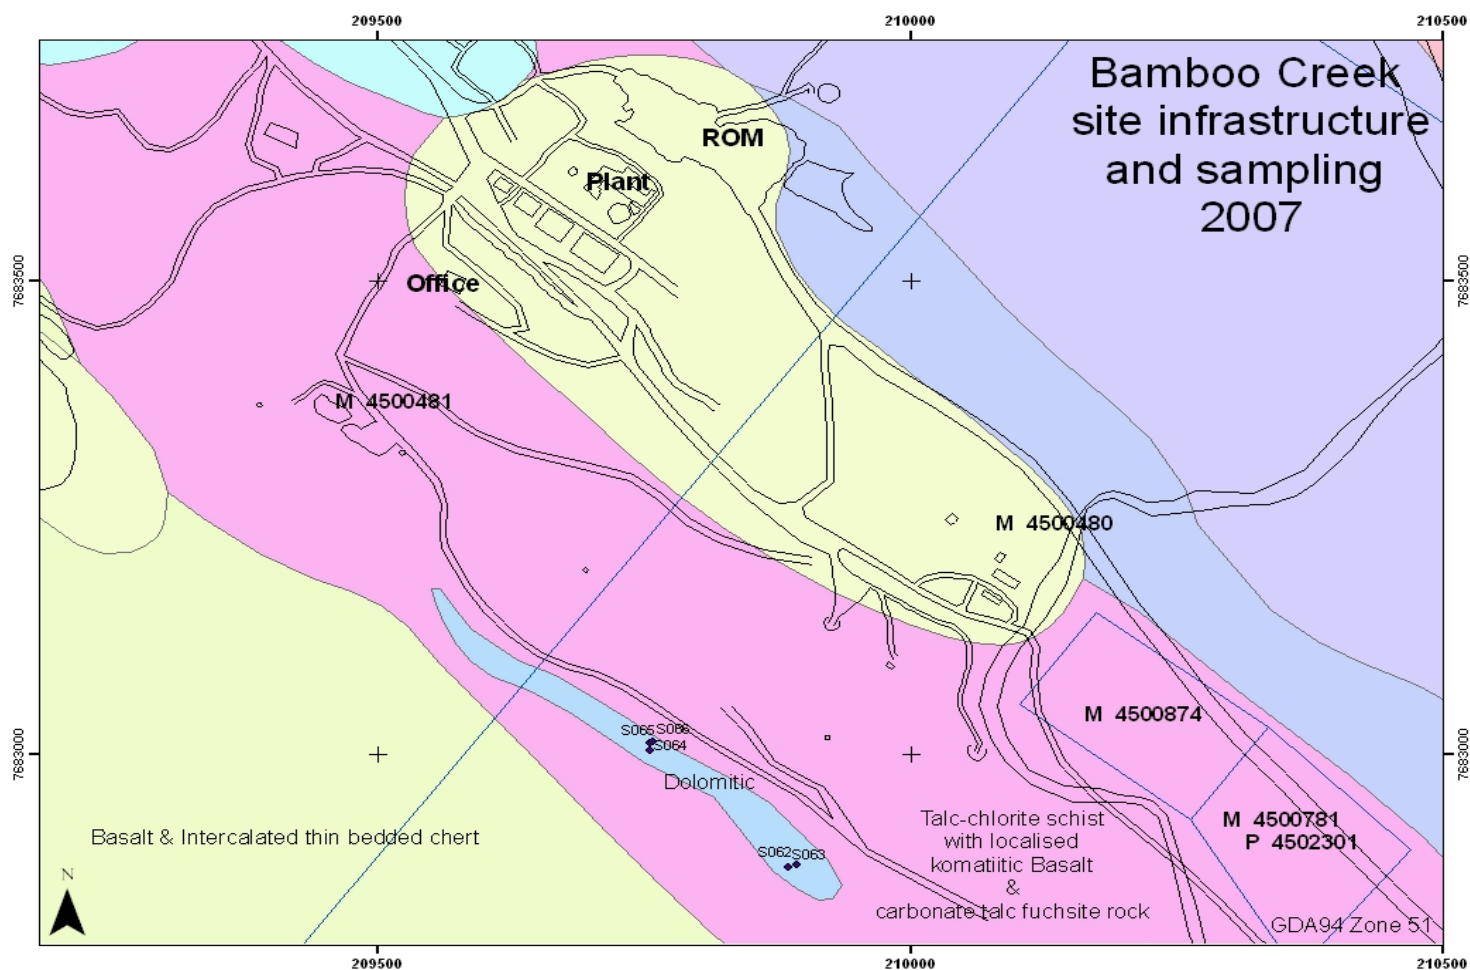 209500
210000
210500
Bamboo Creek
site infrastructure
and sampling
2007
ROM
Plant
7683500
7683500
Office
M 4500481
M 4500480
M 4500874
S065 S066
S064
7683000
7683000
Dolomitic
Talc-chlorite schist
with localised
komatiitic Basalt
&
carbonate talc fuchsite rock
M 4500781
P 4502301
Basalt & Intercalated thin bedded chert
S062 S063
N
GDA94 Zone 51
209500
210000
210500